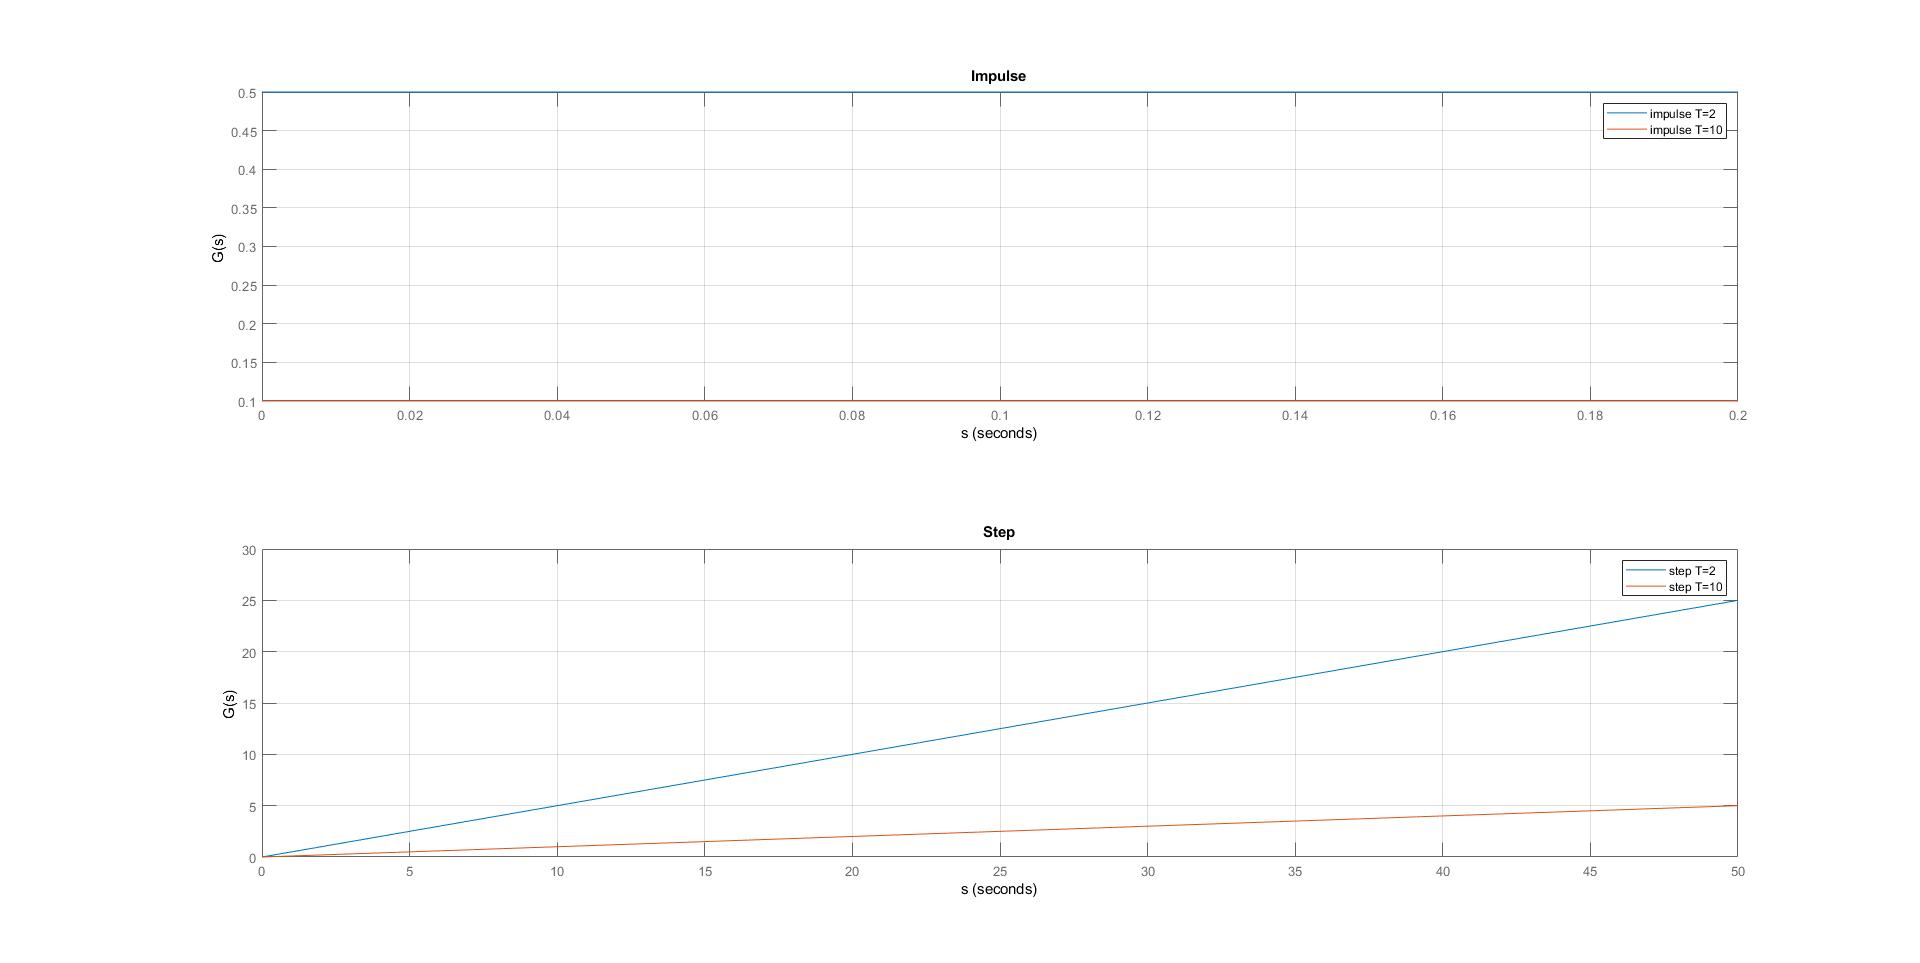 Impulse
0.5
0.45
0.4
0.35
0.3
0.25
0.2
0.15
0.1
G(s)
impulse T=2
impulse T=10
0 0.02 0.04 0.06 0.08 0.1 0.12 0.14 0.16 0.18 0.2
s (seconds)
Step
30
25
20
15
10
5
0
G(s)
step T=2
step T=10
0 5 10 15 20 25 30 35 40 45 50
s (seconds)